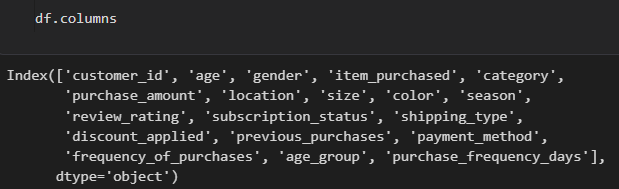 df.columns
Index(['customer_id', 'age', 'gender', 'item_purchased', 'category',
'purchase_amount', 'location', 'size', 'color', 'season',
'review_rating', 'subscription_status', 'shipping_type',
'discount_applied', 'previous_purchases', 'payment_method',
'frequency_of_purchases', 'age_group', 'purchase_frequency_days'],
dtype='object')